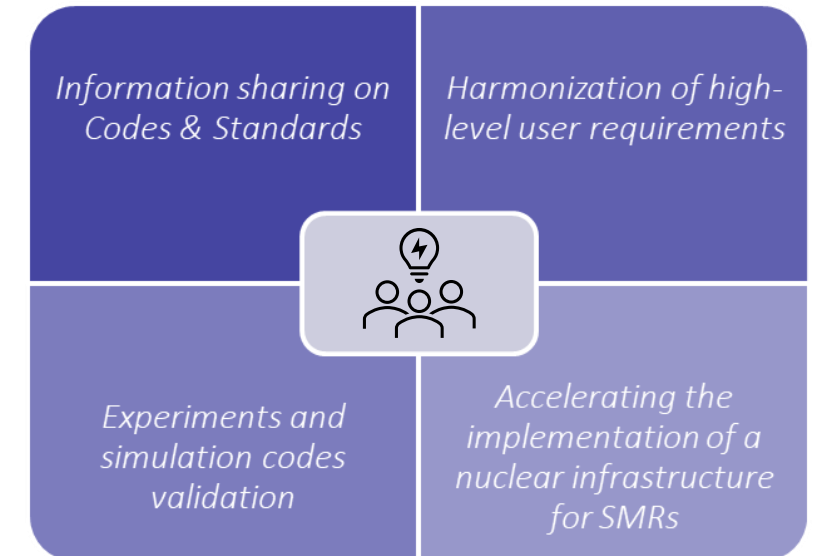 Information sharing on
Codes & Standards
Harmonization of high-
level user requirements
Experiments and
simulation codes
validation
Accelerating the
implementation of a
nuclear infrastructure
for SMRs